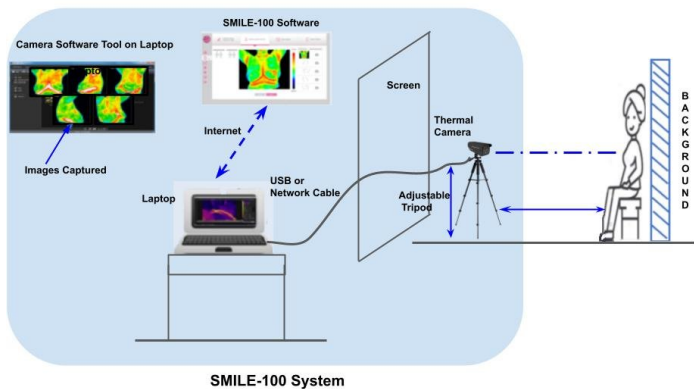 SMILE-100 Software
Camera Software Tool on Laptop
Screen
Thermal
Camera
Internet
Images Captured
USB or
Network Cable
Laptop
Adjustable
Tripod
BACKGROUND
SMILE-100 System